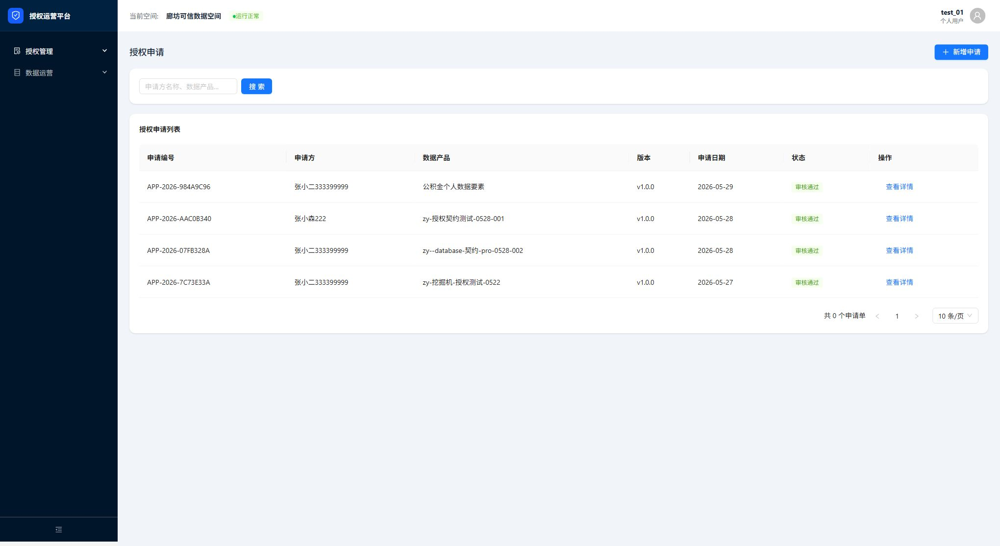 授权运营平台
当前空间: 廊坊可信数据空间 运行正常
test_01
个人用户
授权管理
数据运营
授权申请
新增申请
申请方名称、数据产品...
搜 索
授权申请列表
申请编号 申请方 数据产品 版本 申请日期 状态 操作
APP-2026-984A9C96 张小二333399999 公积金个人数据要素 v1.0.0 2026-05-29 审核通过 查看详情
APP-2026-AAC0B340 张小森222 zy-授权契约测试-0528-001 v1.0.0 2026-05-28 审核通过 查看详情
APP-2026-07FB328A 张小二333399999 zy--database-契约-pro-0528-002 v1.0.0 2026-05-28 审核通过 查看详情
APP-2026-7C73E33A 张小二333399999 zy-挖掘机-授权测试-0522 v1.0.0 2026-05-27 审核通过 查看详情
共 0 个申请单 < 1 > 10 条/页